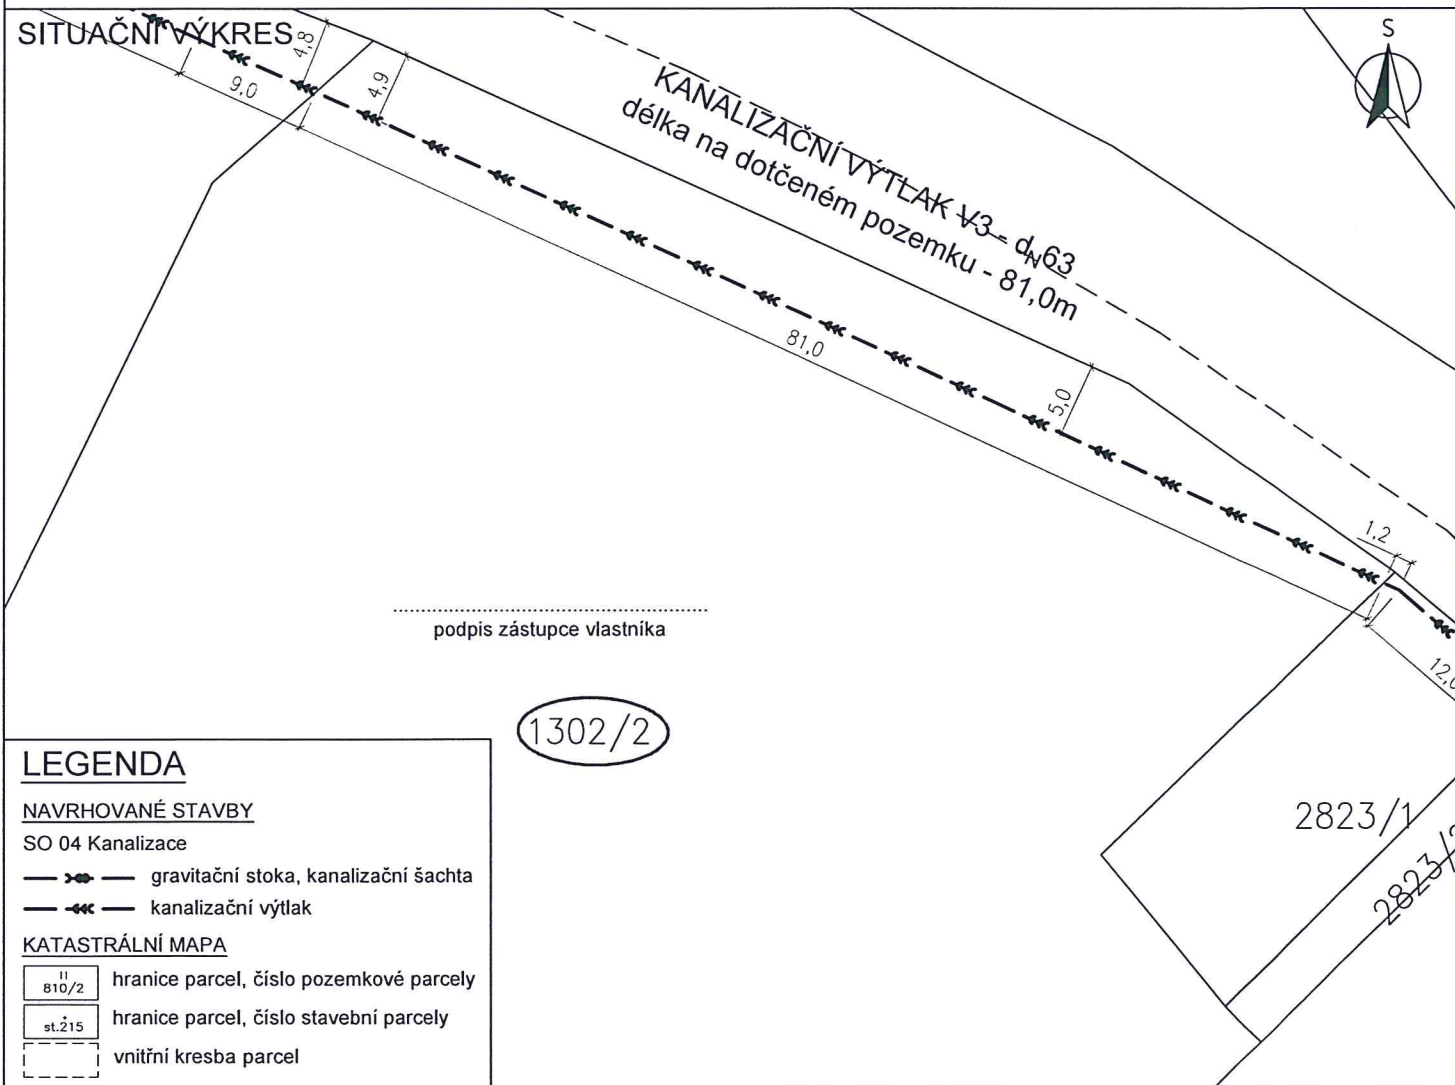 SITUAČNÍ VÝKRES
S
4,8
9,0
4,9
KANALIZAČNÍ VÝTLAK V3 - dN63
délka na dotčeném pozemku - 81,0m
81,0
5,0
1,2
podpis zástupce vlastníka
1302/2
2823/1
LEGENDA
NAVRHOVANÉ STAVBY
SO 04 Kanalizace
gravitační stoka, kanalizační šachta
kanalizační výtlak
KATASTRÁLNÍ MAPA
II
810/2
hranice parcel, číslo pozemkové parcely
st.215
hranice parcel, číslo stavební parcely
vnitřní kresba parcel